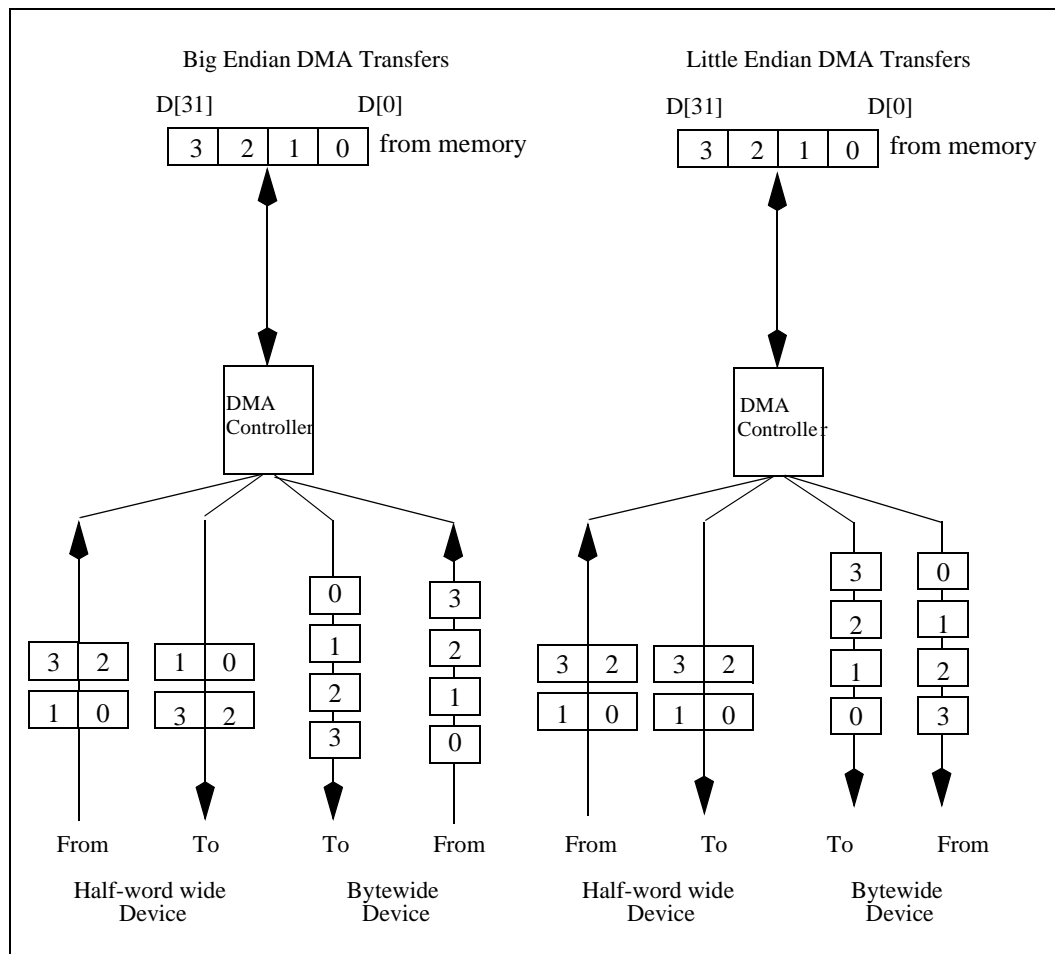 Big Endian DMA Transfers
D[31] D[0]
3 2 1 0 from memory
DMA
Controller
3 2
1 0
1 0
3 2
0
1
2
3
3
2
1
0
From To To From
Half-word wide
Device
Bytewide
Device
Little Endian DMA Transfers
D[31] D[0]
3 2 1 0 from memory
DMA
Controller
3 2
1 0
3 2
1 0
3
2
1
0
0
1
2
3
From To To From
Half-word wide
Device
Bytewide
Device